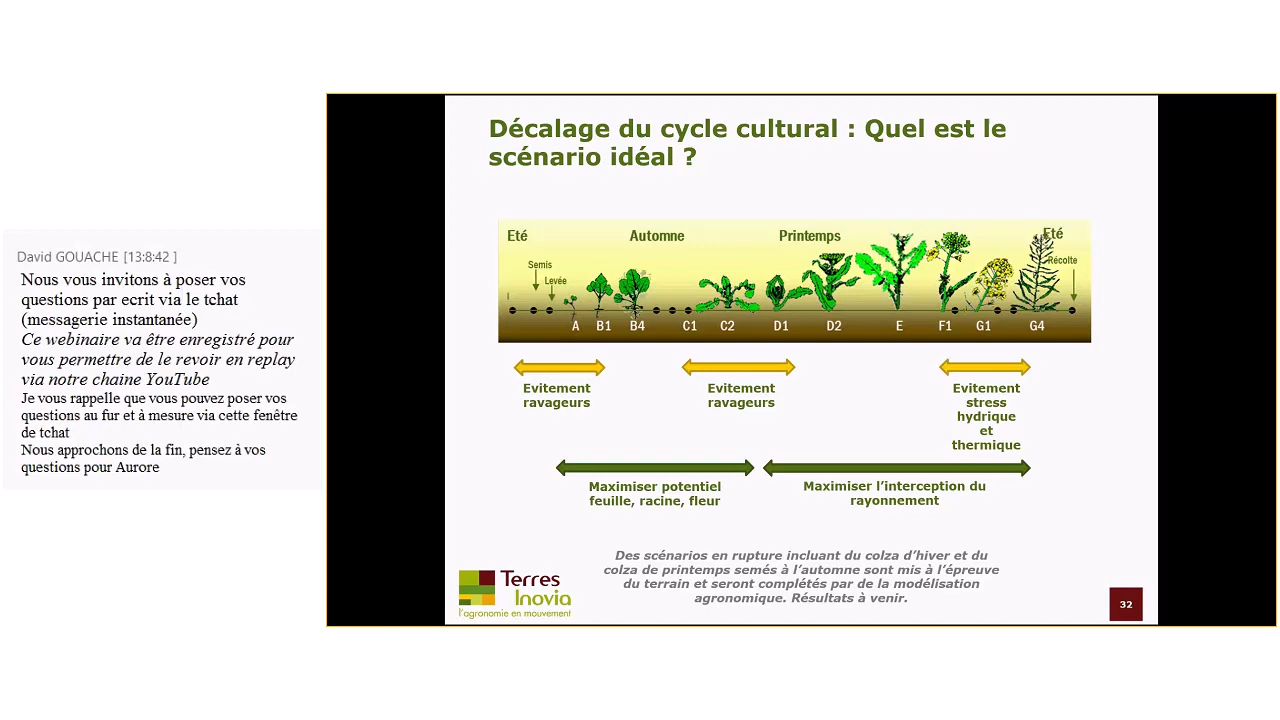 David GOUACHE [13:8:42 ]
Nous vous invitons à poser vos
questions par ecrit via le tchat
(messagerie instantanée)
Ce webinaire va être enregistré pour
vous permettre de le revoir en replay
via notre chaine YouTube
Je vous rappelle que vous pouvez poser vos
questions au fur et à mesure via cette fenêtre
de tchat
Nous approchons de la fin, pensez à vos
questions pour Aurore
Décalage du cycle cultural : Quel est le
scénario idéal ?
Eté Automne Printemps Eté
Semis
Levée
Récolte
A B1 B4 C1 C2 D1 D2 E F1 G1 G4
Evitement
ravageurs
Evitement
ravageurs
Evitement
stress
hydrique
et
thermique
Maximiser potentiel
feuille, racine, fleur
Maximiser l'interception du
rayonnement
Des scénarios en rupture incluant du colza d'hiver et du
colza de printemps semés à l'automne sont mis à l'épreuve
du terrain et seront complétés par de la modélisation
agronomique. Résultats à venir.
Terres
Inovia
l'agronomie en mouvement
32